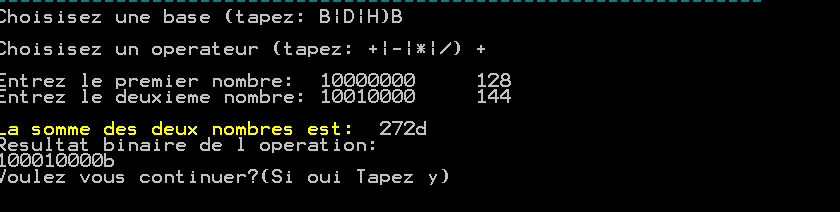 Choisisez une base (tapez: B|D|H)B
Choisisez un operateur (tapez: +|-|*|/) +
Entrez le premier nombre: 10000000 128
Entrez le deuxieme nombre: 10010000 144
La somme des deux nombres est: 272d
Resultat binaire de l operation:
100010000b
Voulez vous continuer?(Si oui Tapez y)